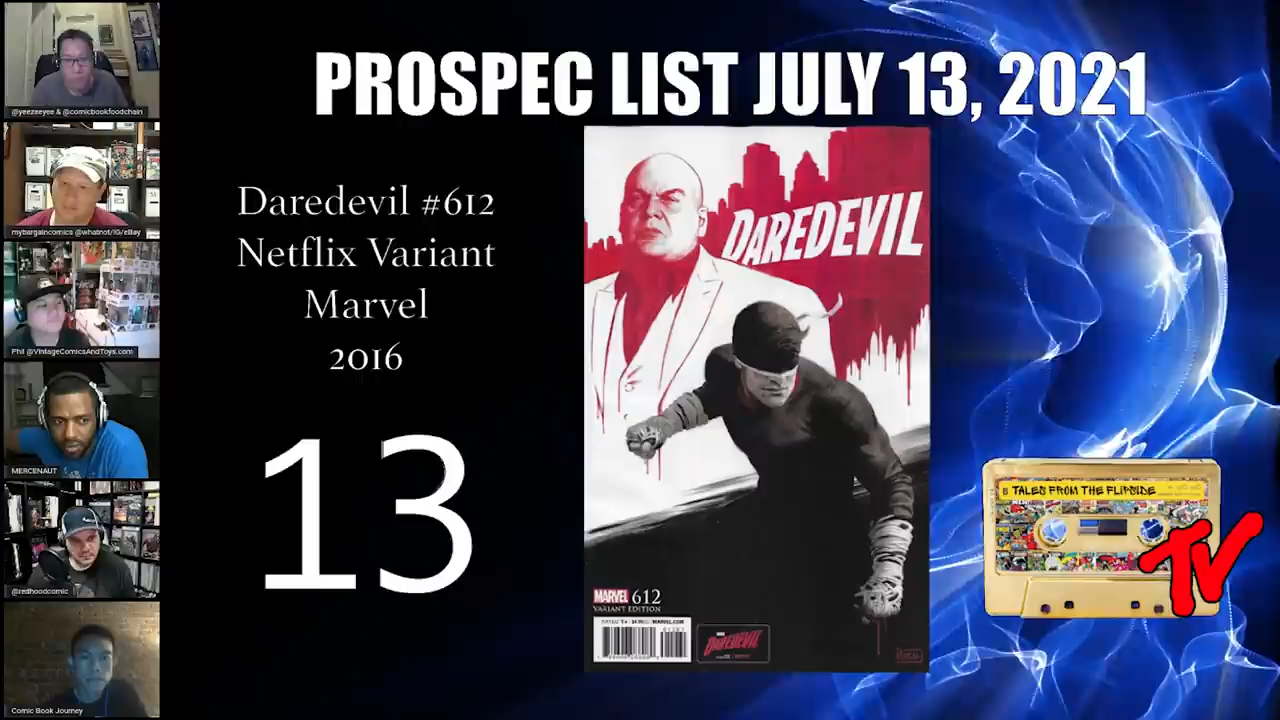 PROSPEC LIST JULY 13, 2021
@yeezeeyee & @comicbookfoodchain
mybargaincomics @whatnot/IG/eBay
Phil @VintageComicsAndToys.com
MERCENAUT
@redhoodcomic
Comic Book Journey
Daredevil #612
Netflix Variant
Marvel
2016
13
DAREDEVIL
MARVEL 612
VARIANT EDITION
DAREDEVIL
TALES FROM THE FLIPSIDE
TV